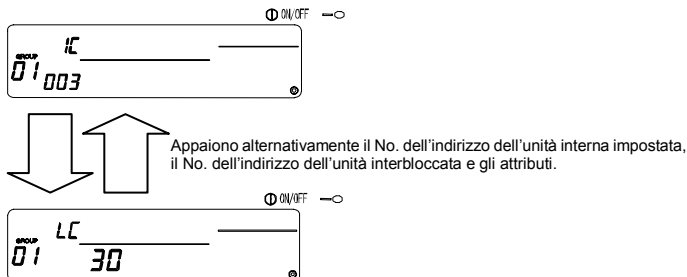 ON/OFF
IC
GROUP
01 003
Appaiono alternativamente il No. dell'indirizzo dell'unità interna impostata,
il No. dell'indirizzo dell'unità interbloccata e gli attributi.
ON/OFF
LC
GROUP
01 30